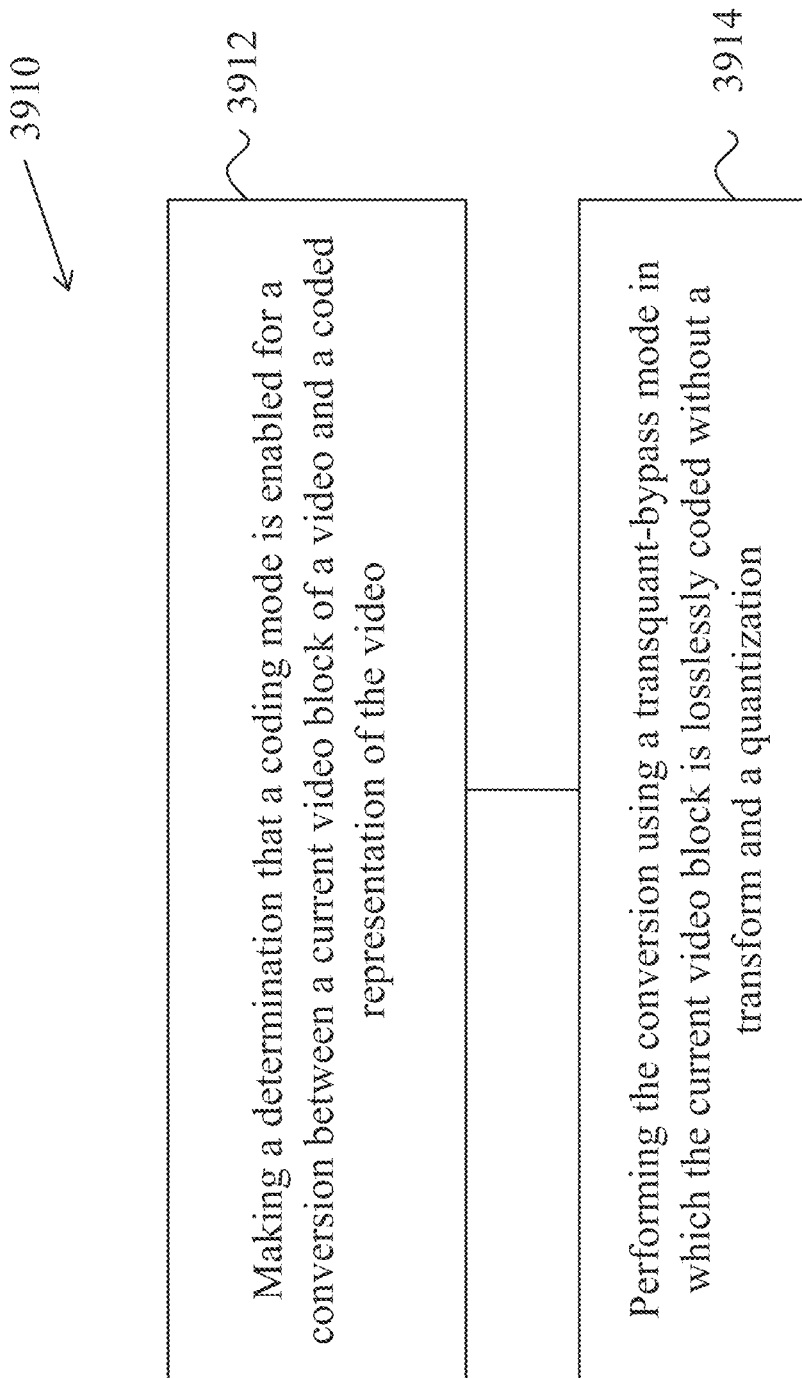 3910
3912
Making a determination that a coding mode is enabled for a
conversion between a current video block of a video and a coded
representation of the video
3914
Performing the conversion using a transquant-bypass mode in
which the current video block is losslessly coded without a
transform and a quantization